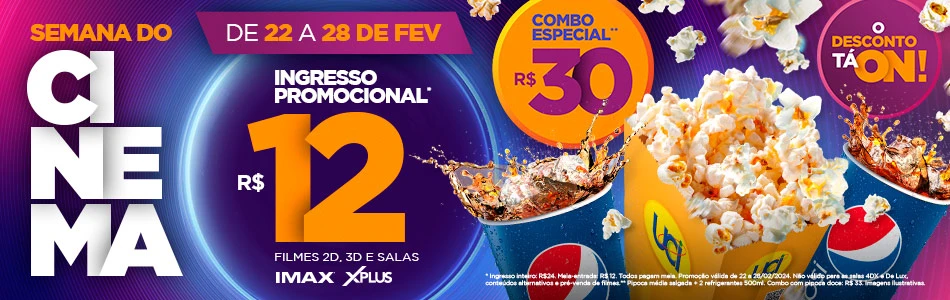 SEMANA DO
CI
NE
MA
DE 22 A 28 DE FEV
INGRESSO
PROMOCIONAL*
R$ 12
FILMES 2D, 3D E SALAS
IMAX XPLUS
COMBO
ESPECIAL**
R$ 30
O
DESCONTO
TÁ ON!
UCI
* Ingresso inteiro: R$24. Meia-entrada: R$ 12. Todos pagam meia. Promoção válida de 22 a 28/02/2024. Não válido para as salas 4DX e De Lux,
conteúdos alternativos e pré-venda de filmes.** Pipoca média salgada + 2 refrigerantes 500ml. Combo com pipoca doce: R$ 33. Imagens ilustrativas.